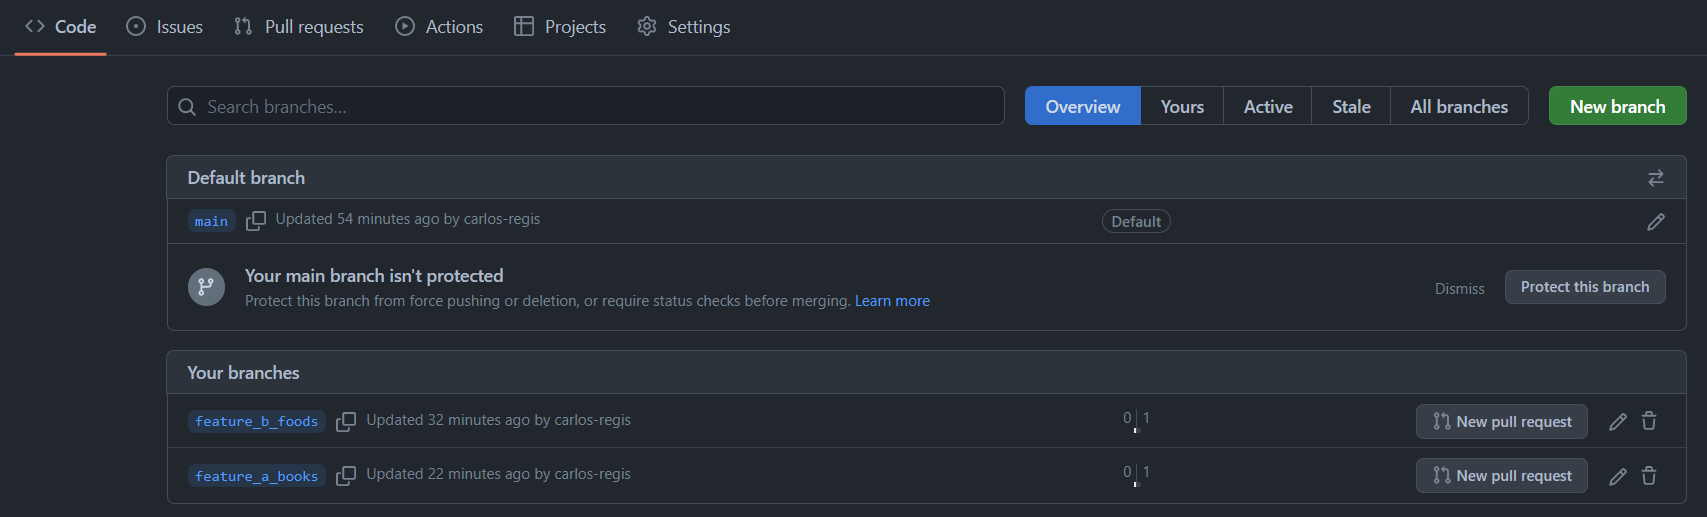 Code Issues Pull requests Actions Projects Settings
Search branches... Overview Yours Active Stale All branches New branch
Default branch
main Updated 54 minutes ago by carlos-regis Default
Your main branch isn't protected
Protect this branch from force pushing or deletion, or require status checks before merging. Learn more Dismiss Protect this branch
Your branches
feature_b_foods Updated 32 minutes ago by carlos-regis 0 1 New pull request
feature_a_books Updated 22 minutes ago by carlos-regis 0 1 New pull request